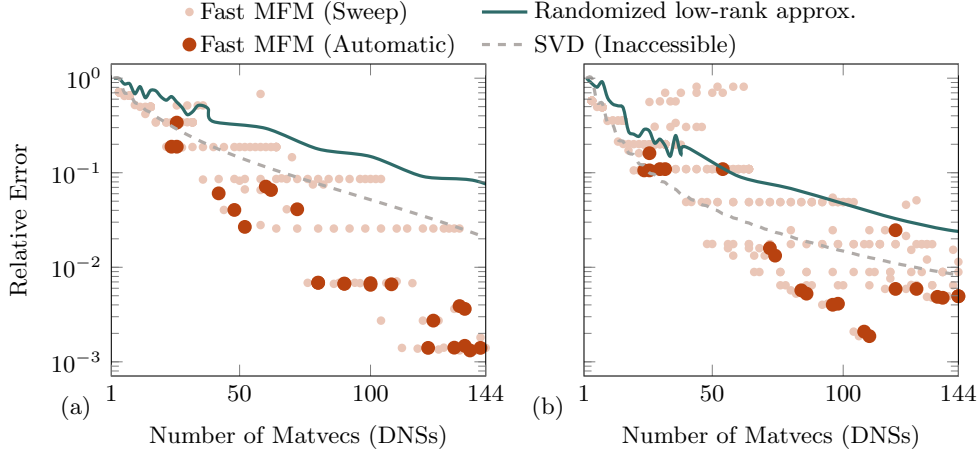 Fast MFM (Sweep)
Randomized low-rank approx.
Fast MFM (Automatic)
SVD (Inaccessible)
Relative Error
10^0
10^−1
10^−2
10^−3
1
50
100
144
(a)
Number of Matvecs (DNSs)
1
50
100
144
(b)
Number of Matvecs (DNSs)